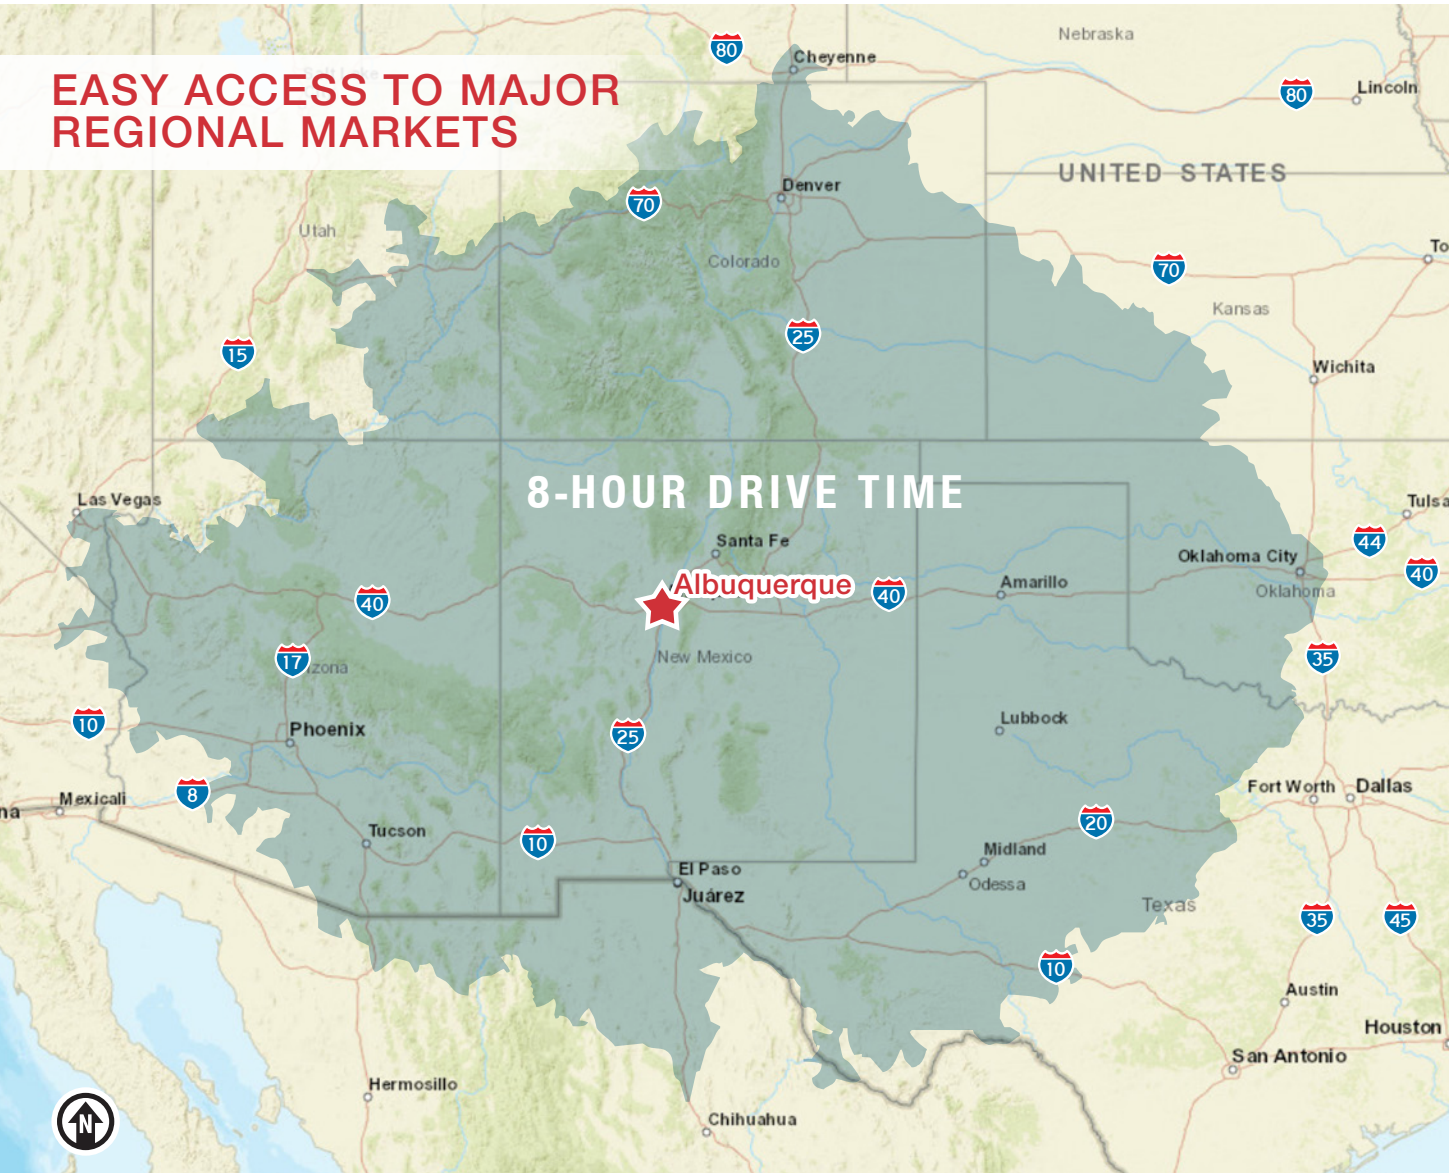 EASY ACCESS TO MAJOR
REGIONAL MARKETS
80
Cheyenne
Nebraska
80
Lincoln
UNITED STATES
Denver
70
Utah
Colorado
To
70
Kansas
25
15
Wichita
8-HOUR DRIVE TIME
Las Vegas
Tulsa
Santa Fe
44
Oklahoma City
Albuquerque
40
40
Amarillo
40
Oklahoma
17
izona
New Mexico
35
10
Phoenix
25
Lubbock
8
Mexicali
na
Fort Worth
Dallas
Tucson
10
20
Midland
El Paso
Odessa
Juárez
Texas
35
45
10
Austin
Houston
San Antonio
Hermosillo
N
Chihuahua